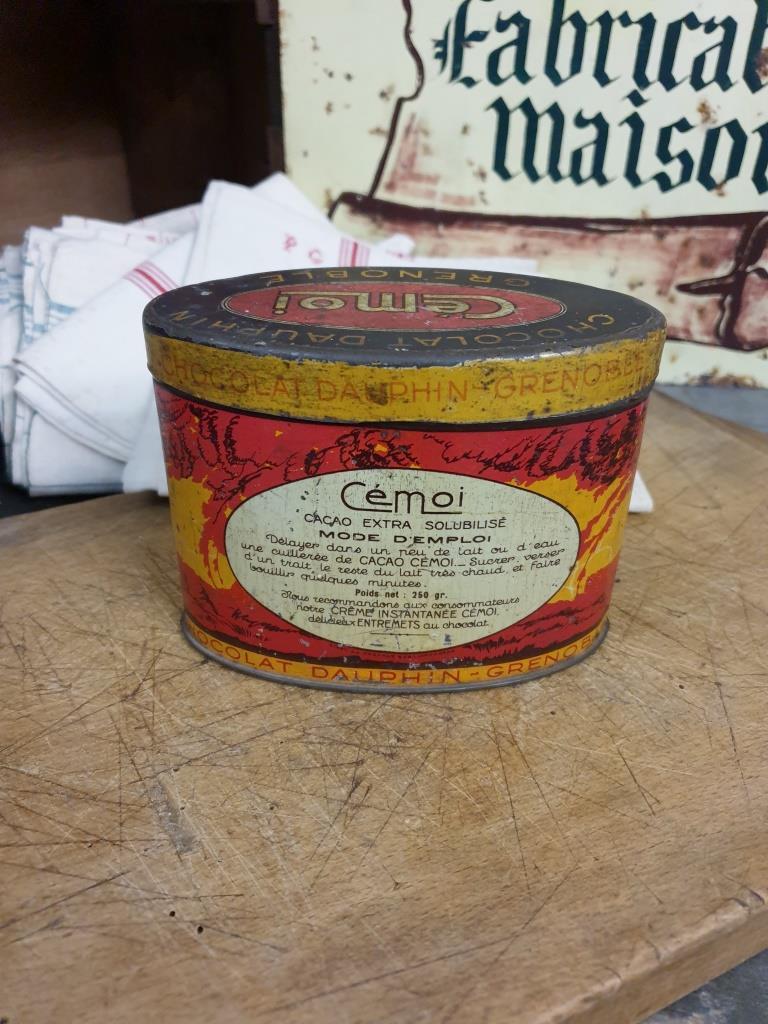 Fabricat
Maison
P G
GRENOBLE
Cémoi
CHOCOLAT DAUPHIN
CHOCOLAT DAUPHIN - GRENOBLE
Cémoi
CACAO EXTRA SOLUBILISÉ
MODE D'EMPLOI
Délayer dans un peu de lait ou d'eau
une cuillerée de CACAO CÉMOI._ Sucrer, verser
d'un trait le reste du lait très chaud, et faire
bouillir quelques minutes.
Poids net : 250 gr.
Nous recommandons aux consommateurs
notre CRÈME INSTANTANÉE CÉMOI,
délicieux ENTREMETS au chocolat.
HOCOLAT DAUPHIN - GRENOB